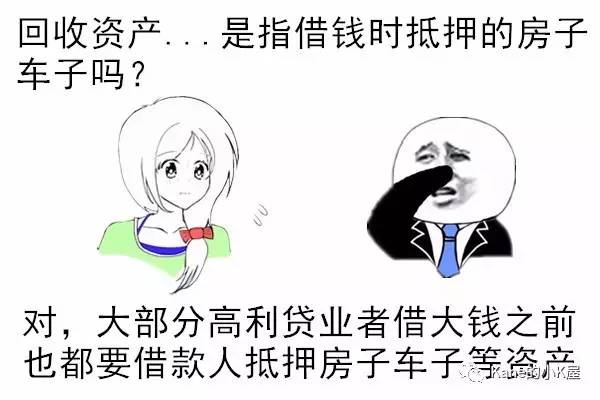 回收资产...是指借钱时抵押的房子
车子吗?
对，大部分高利贷业者借大钱之前
也都要借款人抵押房子车子等资产
Kane的小K屋